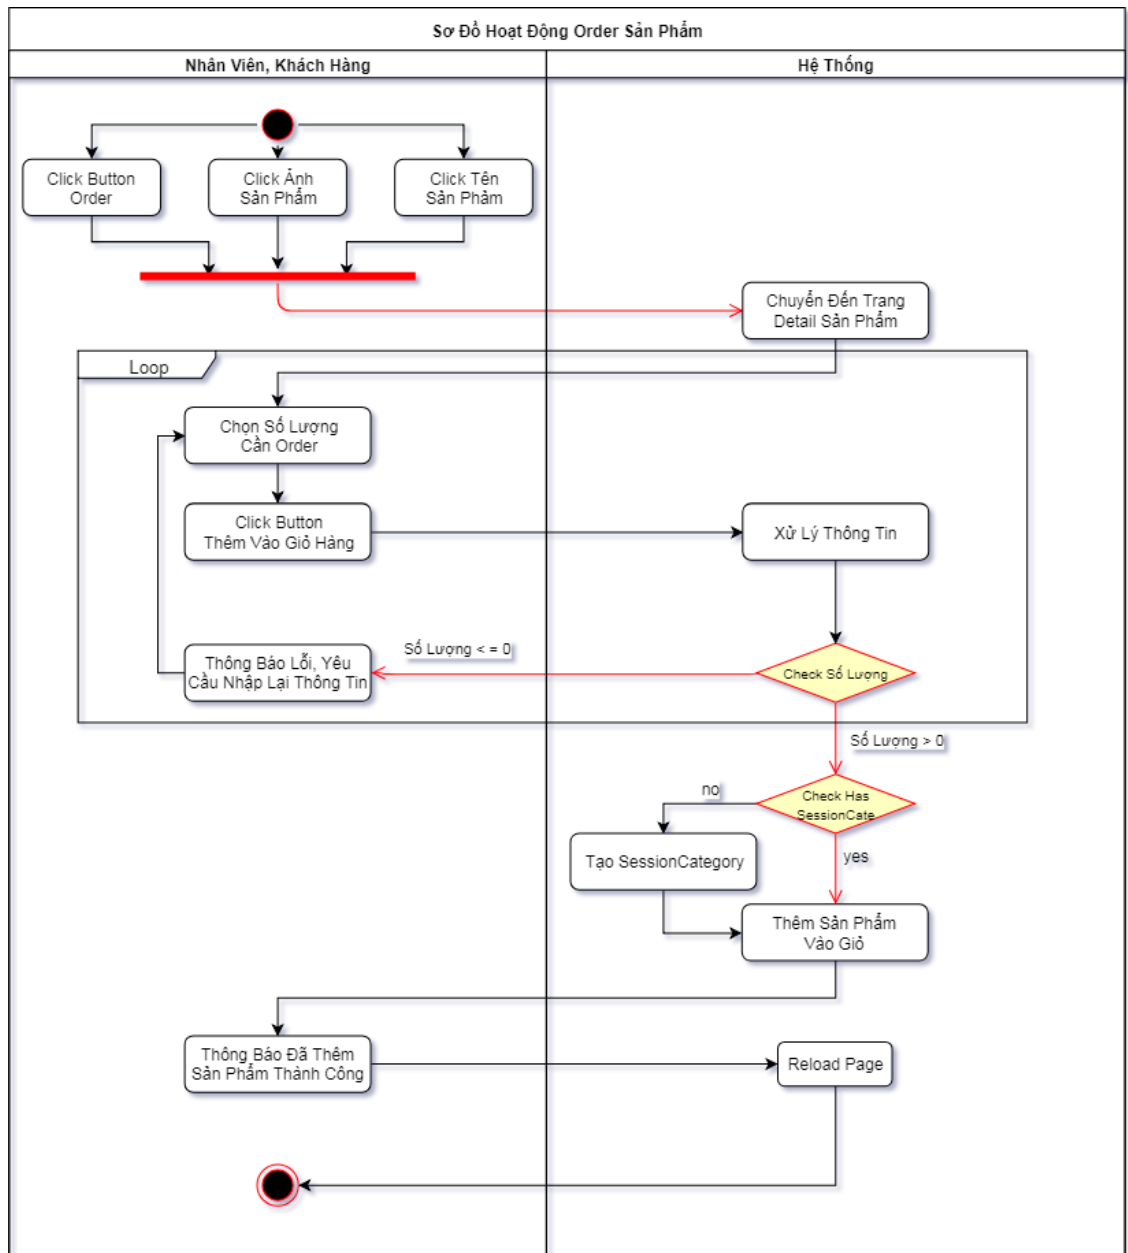 Sơ Đồ Hoạt Động Order Sản Phẩm
Nhân Viên, Khách Hàng
Hệ Thống
Click Button
Order
Click Ảnh
Sản Phẩm
Click Tên
Sản Phảm
Chuyển Đến Trang
Detail Sản Phẩm
Loop
Chọn Số Lượng
Cần Order
Click Button
Thêm Vào Giỏ Hàng
Xử Lý Thông Tin
Số Lượng < = 0
Thông Báo Lỗi, Yêu
Cầu Nhập Lại Thông Tin
Check Số Lượng
Số Lượng > 0
no
Check Has
SessionCate
yes
Tạo SessionCategory
Thêm Sản Phẩm
Vào Giỏ
Thông Báo Đã Thêm
Sản Phẩm Thành Công
Reload Page